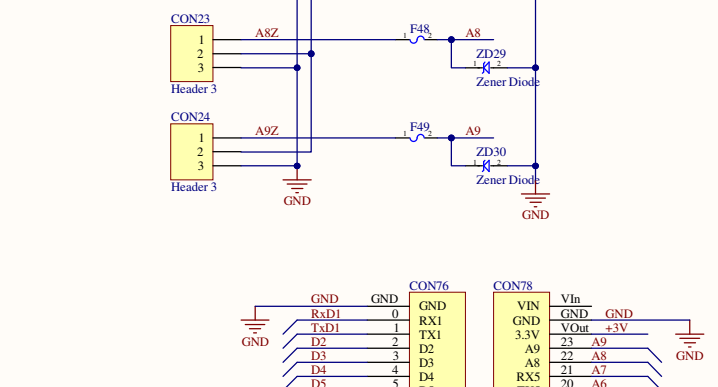 CON23
1 A8Z 1 F48 2 A8
2
3
Header 3
ZD29
1 2
Zener Diode
CON24
1 A9Z 1 F49 2 A9
2
3
Header 3
ZD30
1 2
Zener Diode
GND
GND
CON76
GND GND GND
RxD1 0 RX1
TxD1 1 TX1
D2 2 D2
D3 3 D3
D4 4 D4
D5 5
GND
CON78
VIN VIn
GND GND GND
3.3V VOut +3V
A9 23 A9
A8 22 A8
RX5 21 A7
20 A6
GND